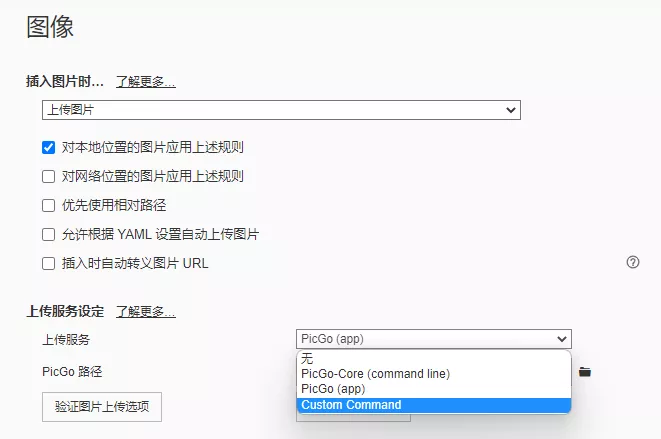 图像
插入图片时... 了解更多...
上传图片
对本地位置的图片应用上述规则
对网络位置的图片应用上述规则
优先使用相对路径
允许根据 YAML 设置自动上传图片
插入时自动转义图片 URL
上传服务设定 了解更多...
上传服务 PicGo (app)
无
PicGo-Core (command line)
PicGo 路径
PicGo (app)
Custom Command
验证图片上传选项